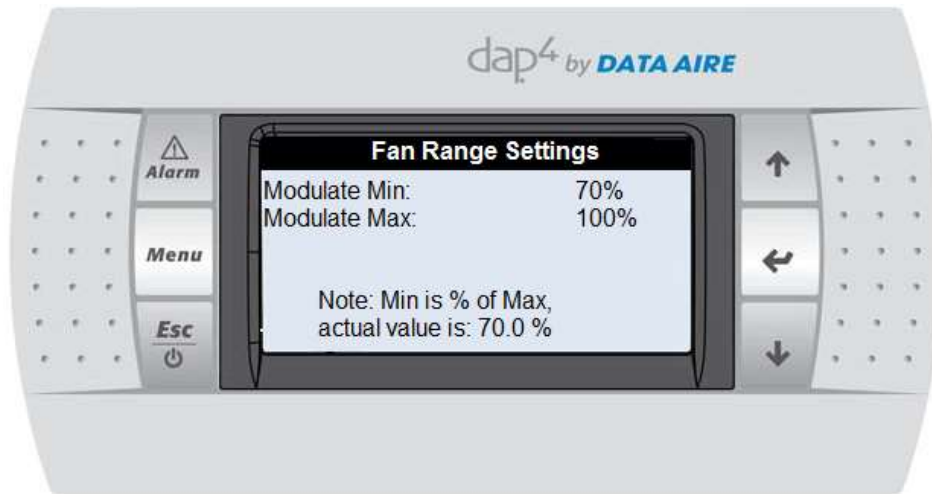 dap4 by DATA AIRE
Alarm
Menu
Esc
Fan Range Settings
Modulate Min: 70%
Modulate Max: 100%
Note: Min is % of Max,
actual value is: 70.0 %